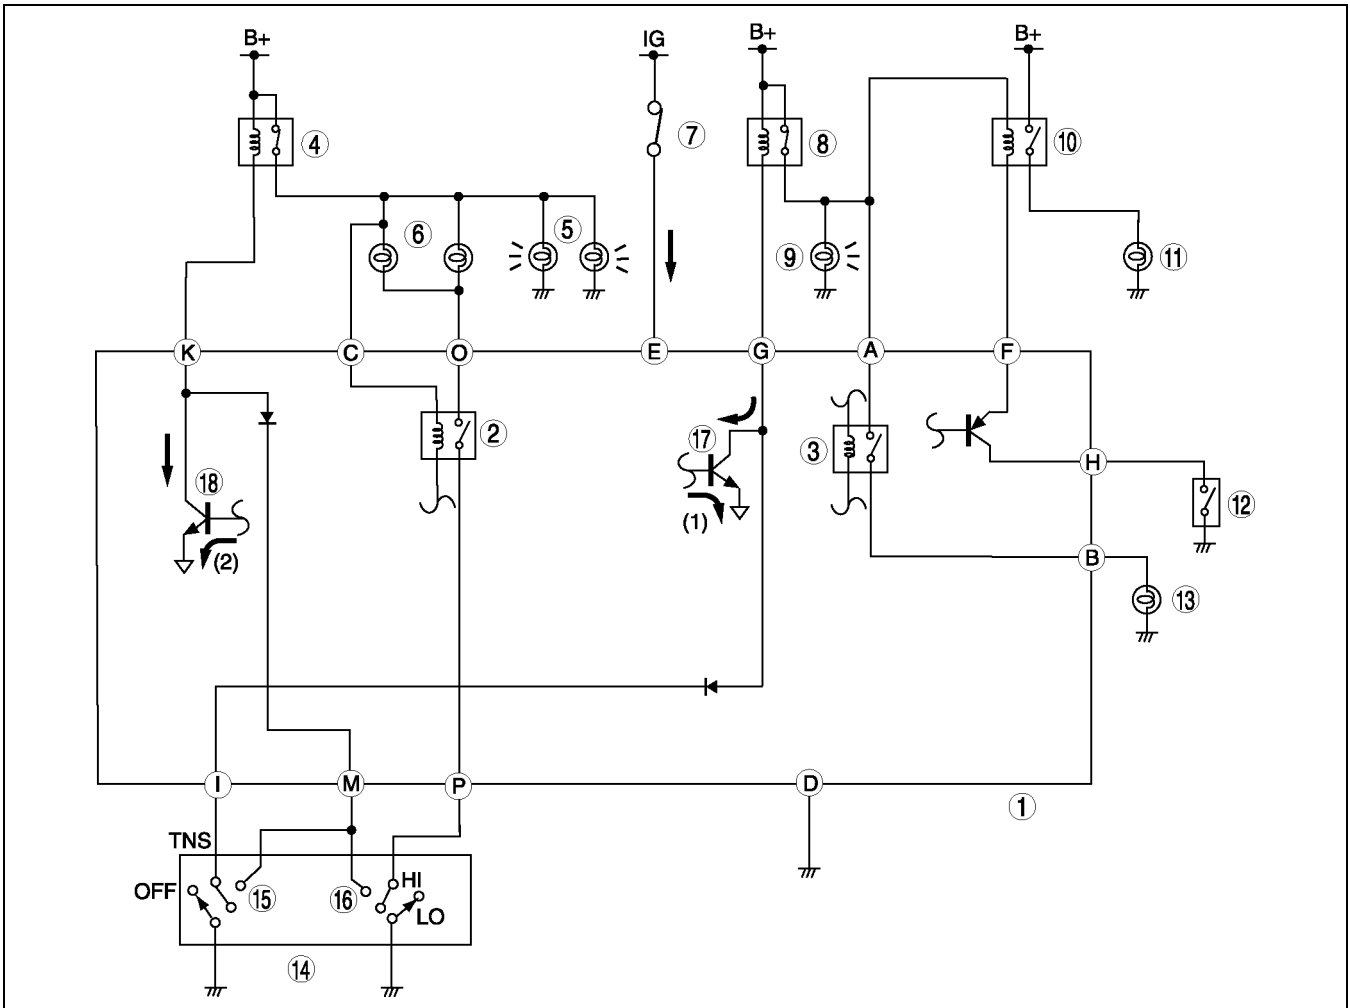 B+ IG B+ B+
④ ⑦ ⑧ ⑩
⑥ ⑤ ⑨ ⑪
K C O E G A F
② ⑰ ③ H
⑱ (1) ⑫
(2) B
⑬
I M P D ①
TNS
OFF ⑮ ⑯ HI
LO
⑭